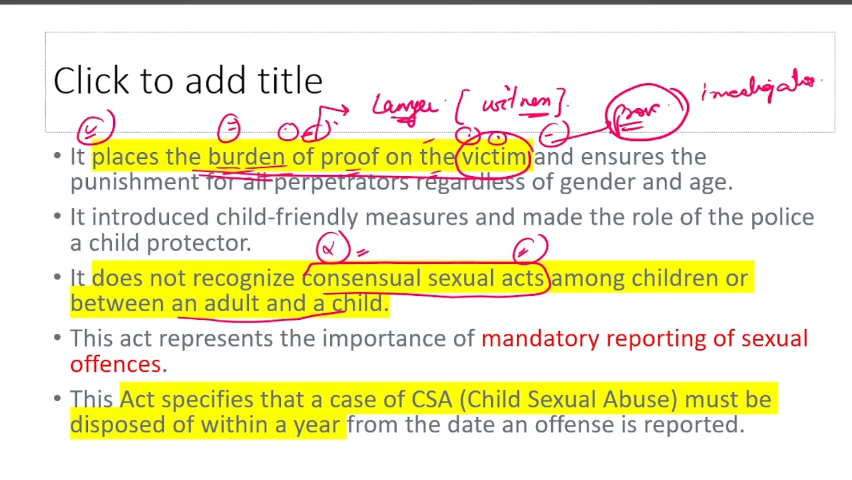 Click to add title
Lawyer [ witness ]. prov investigator
• It places the burden of proof on the victim and ensures the
punishment for all perpetrators regardless of gender and age.
• It introduced child-friendly measures and made the role of the police
a child protector.
• It does not recognize consensual sexual acts among children or
between an adult and a child.
• This act represents the importance of mandatory reporting of sexual
offences.
• This Act specifies that a case of CSA (Child Sexual Abuse) must be
disposed of within a year from the date an offense is reported.